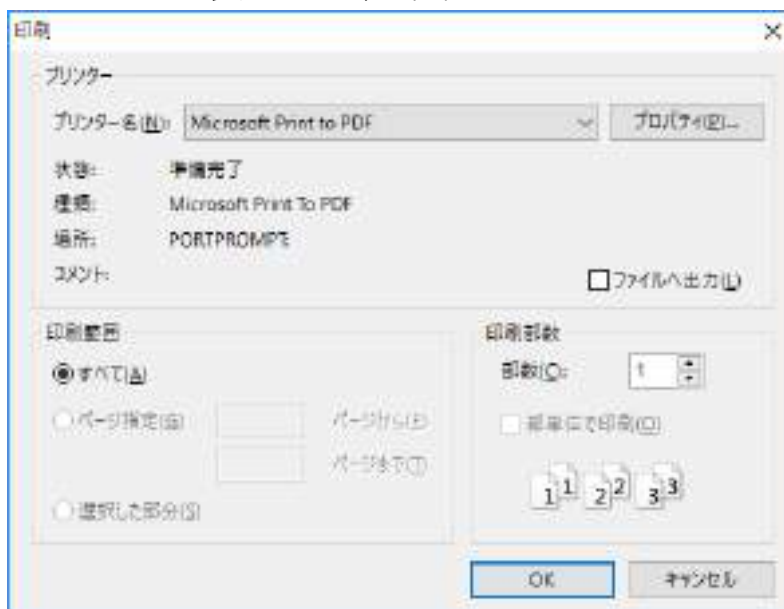 印刷
プリンター
プリンター名(N): Microsoft Print to PDF プロパティ(P)...
状態: 準備完了
種類: Microsoft Print To PDF
場所: PORTPROMPT:
コメント: ファイルへ出力(L)
印刷範囲 印刷部数
すべて(A) 部数(C): 1
ページ指定(G) ページから(F) 部単位で印刷(O)
ページまで(T)
1 1 2 2 3 3
選択した部分(S)
OK キャンセル